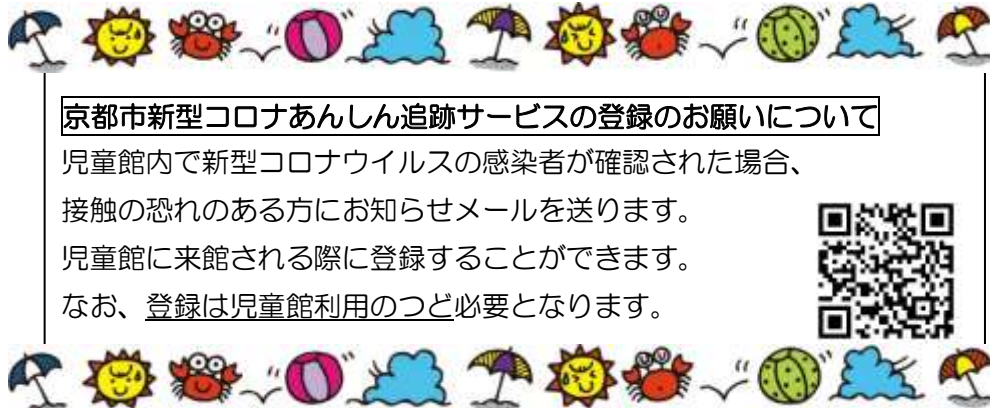 京都市新型コロナあんしん追跡サービスの登録のお願いについて
児童館内で新型コロナウイルスの感染者が確認された場合、
接触の恐れのある方にお知らせメールを送ります。
児童館に来館される際に登録することができます。
なお、登録は児童館利用のつど必要となります。